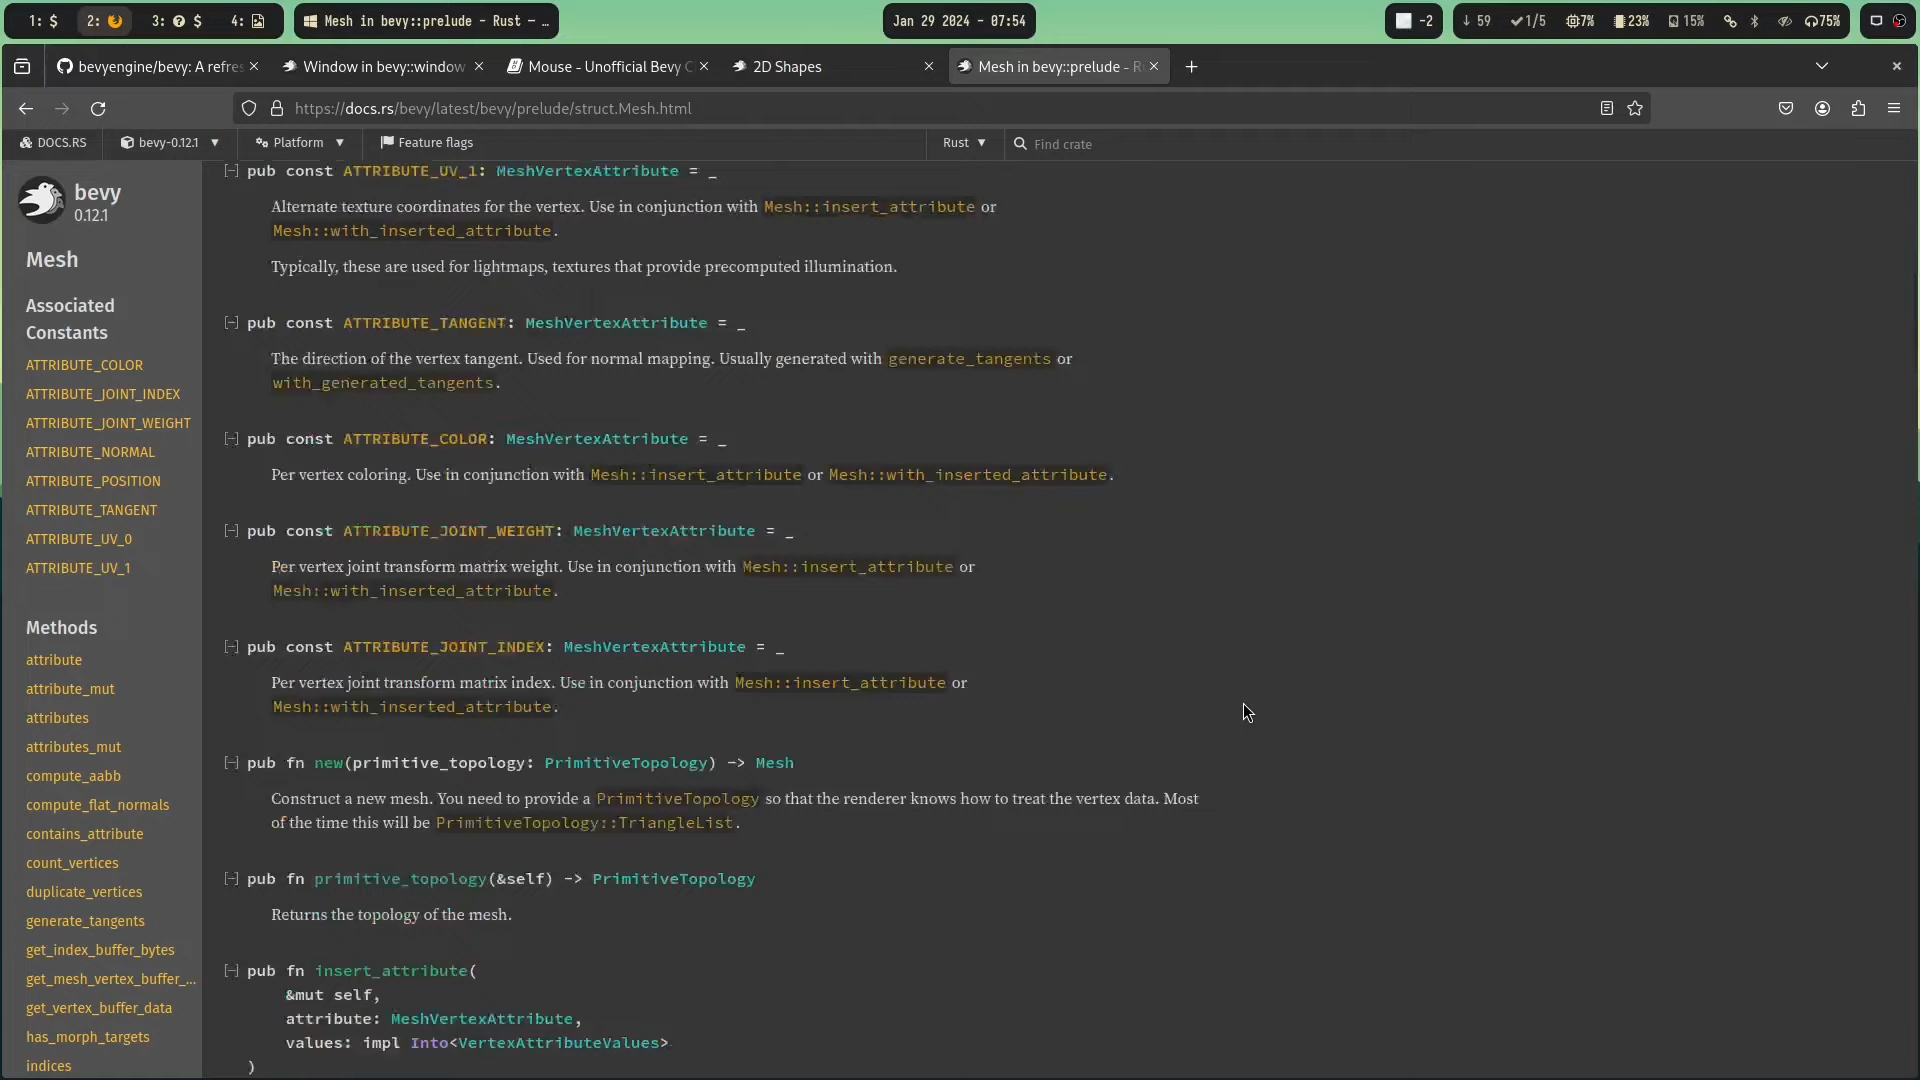 1: $ 2: 3: $ 4: Mesh in bevy::prelude - Rust - … Jan 29 2024 - 07:54 -2 ↓ 59 1/5 7% 23% 15% 75%
bevyengine/bevy: A refres Window in bevy::window Mouse - Unofficial Bevy C 2D Shapes Mesh in bevy::prelude - R
https://docs.rs/bevy/latest/bevy/prelude/struct.Mesh.html
DOCS.RS bevy-0.12.1 Platform Feature flags Rust Find crate
bevy
0.12.1
Mesh
Associated
Constants
ATTRIBUTE_COLOR
ATTRIBUTE_JOINT_INDEX
ATTRIBUTE_JOINT_WEIGHT
ATTRIBUTE_NORMAL
ATTRIBUTE_POSITION
ATTRIBUTE_TANGENT
ATTRIBUTE_UV_0
ATTRIBUTE_UV_1
Methods
attribute
attribute_mut
attributes
attributes_mut
compute_aabb
compute_flat_normals
contains_attribute
count_vertices
duplicate_vertices
generate_tangents
get_index_buffer_bytes
get_mesh_vertex_buffer_...
get_vertex_buffer_data
has_morph_targets
indices
[-] pub const ATTRIBUTE_UV_1: MeshVertexAttribute = _
Alternate texture coordinates for the vertex. Use in conjunction with Mesh::insert_attribute or
Mesh::with_inserted_attribute.
Typically, these are used for lightmaps, textures that provide precomputed illumination.
[-] pub const ATTRIBUTE_TANGENT: MeshVertexAttribute = _
The direction of the vertex tangent. Used for normal mapping. Usually generated with generate_tangents or
with_generated_tangents.
[-] pub const ATTRIBUTE_COLOR: MeshVertexAttribute = _
Per vertex coloring. Use in conjunction with Mesh::insert_attribute or Mesh::with_inserted_attribute.
[-] pub const ATTRIBUTE_JOINT_WEIGHT: MeshVertexAttribute = _
Per vertex joint transform matrix weight. Use in conjunction with Mesh::insert_attribute or
Mesh::with_inserted_attribute.
[-] pub const ATTRIBUTE_JOINT_INDEX: MeshVertexAttribute = _
Per vertex joint transform matrix index. Use in conjunction with Mesh::insert_attribute or
Mesh::with_inserted_attribute.
[-] pub fn new(primitive_topology: PrimitiveTopology) -> Mesh
Construct a new mesh. You need to provide a PrimitiveTopology so that the renderer knows how to treat the vertex data. Most
of the time this will be PrimitiveTopology::TriangleList.
[-] pub fn primitive_topology(&self) -> PrimitiveTopology
Returns the topology of the mesh.
[-] pub fn insert_attribute(
&mut self,
attribute: MeshVertexAttribute,
values: impl Into<VertexAttributeValues>
)